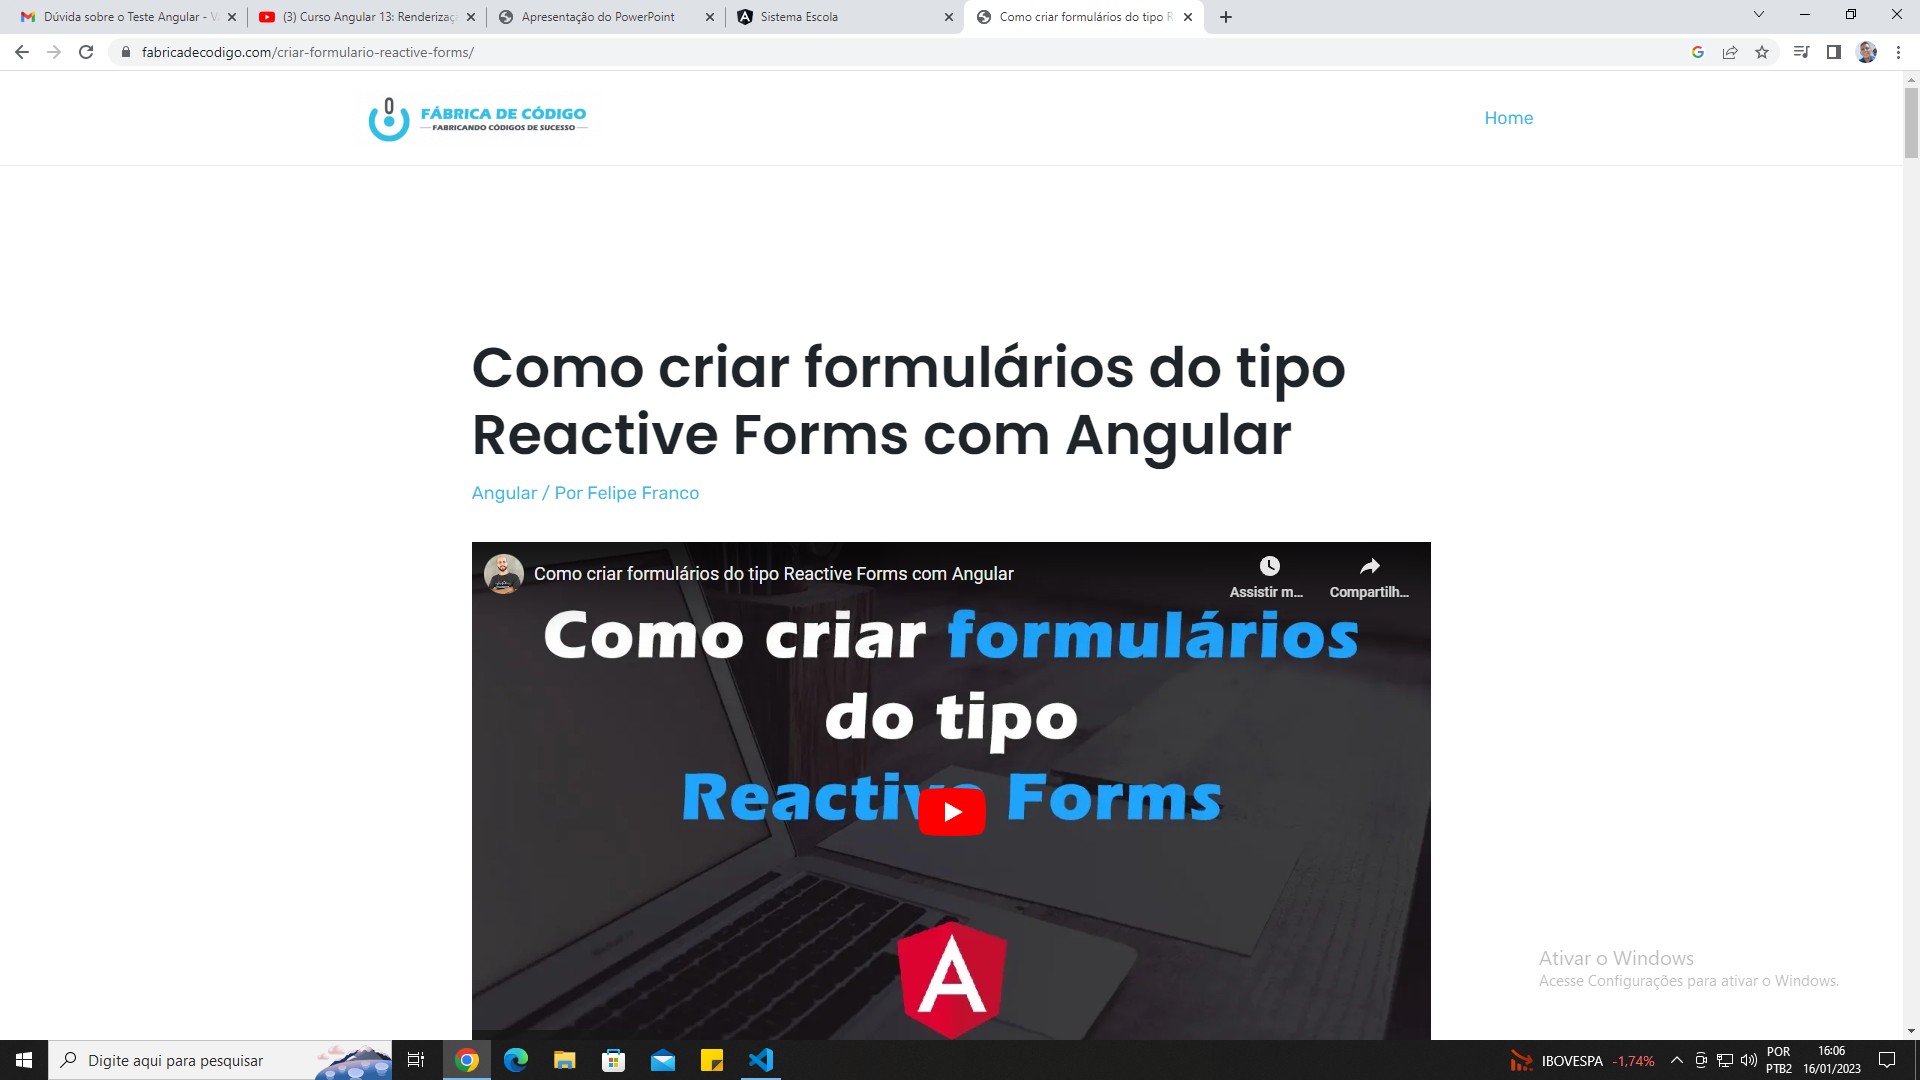 Dúvida sobre o Teste Angular - V
(3) Curso Angular 13: Renderizaçã
Apresentação do PowerPoint
Sistema Escola
Como criar formulários do tipo R
fabricadecodigo.com/criar-formulario-reactive-forms/
FÁBRICA DE CÓDIGO
FABRICANDO CÓDIGOS DE SUCESSO
Home
Como criar formulários do tipo
Reactive Forms com Angular
Angular / Por Felipe Franco
Como criar formulários do tipo Reactive Forms com Angular
Assistir m...
Compartilh...
Como criar formulários
do tipo
Reactive Forms
A
Ativar o Windows
Acesse Configurações para ativar o Windows.
Digite aqui para pesquisar
IBOVESPA -1,74%
POR
PTB2
16:06
16/01/2023